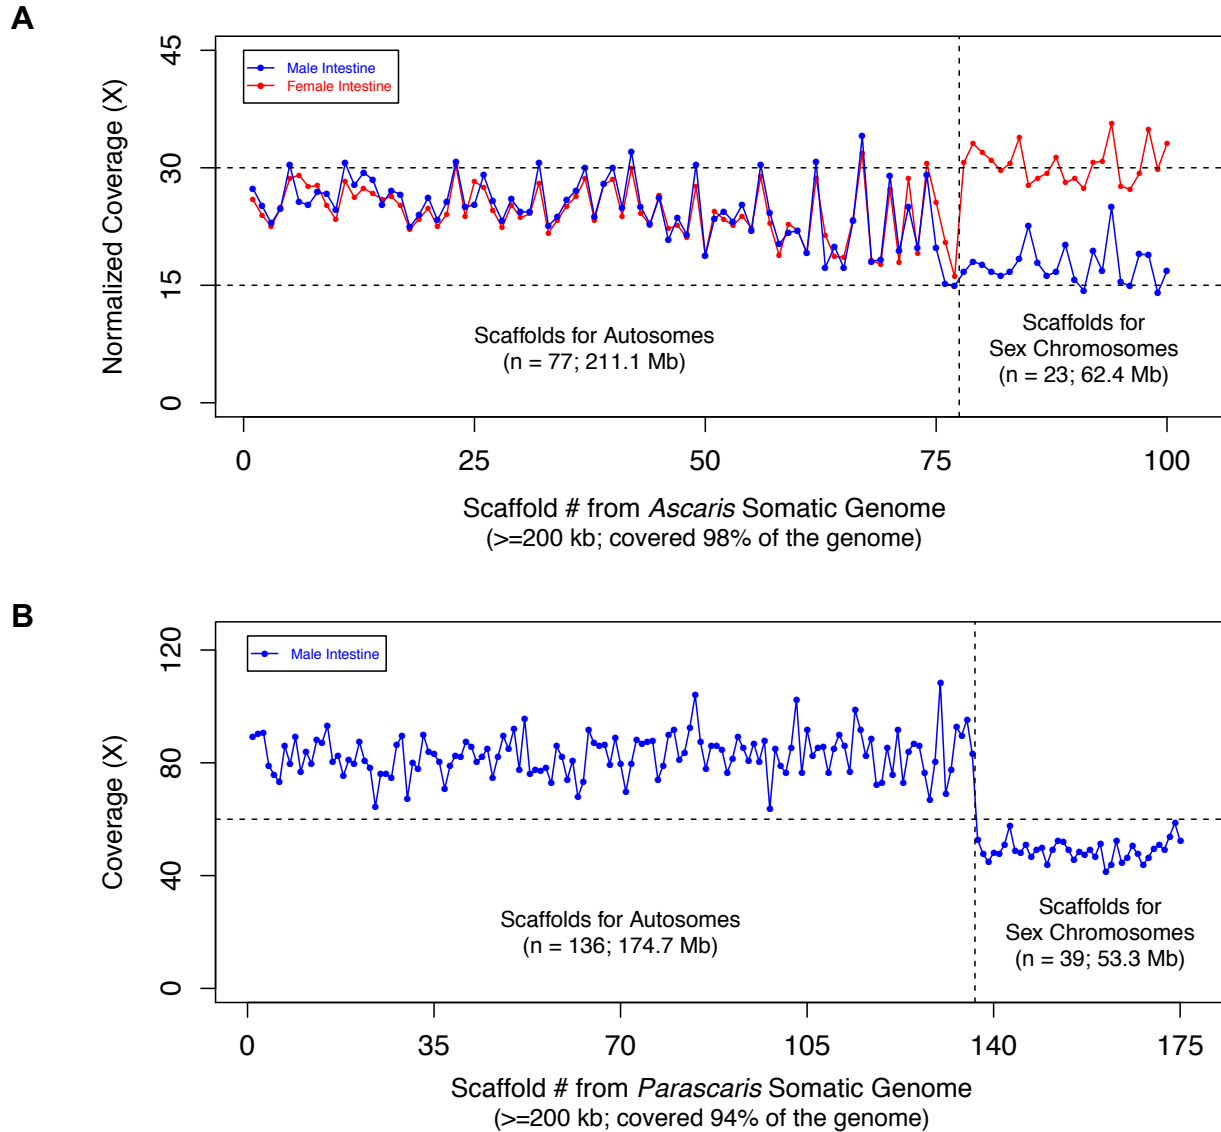 A
Normalized Coverage (X)
45
30
15
0
Male Intestine
Female Intestine
Scaffolds for Autosomes
(n = 77; 211.1 Mb)
Scaffolds for
Sex Chromosomes
(n = 23; 62.4 Mb)
0 25 50 75 100
Scaffold # from Ascaris Somatic Genome
(>=200 kb; covered 98% of the genome)
B
Coverage (X)
120
80
40
0
Male Intestine
Scaffolds for Autosomes
(n = 136; 174.7 Mb)
Scaffolds for
Sex Chromosomes
(n = 39; 53.3 Mb)
0 35 70 105 140 175
Scaffold # from Parascaris Somatic Genome
(>=200 kb; covered 94% of the genome)